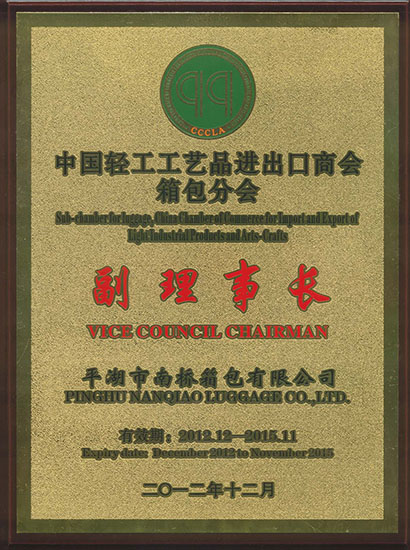 CCCLA
中国轻工工艺品进出口商会
箱包分会
Sub-chamber for luggage, China Chamber of Commerce for Import and Export of
Light Industrial Products and Arts-Crafts
副理事长
VICE COUNCIL CHAIRMAN
平湖市南桥箱包有限公司
PINGHU NANQIAO LUGGAGE CO.,LTD.
有效期：2012.12—2015.11
Expiry date: December 2012 to November 2015
二〇一二年十二月